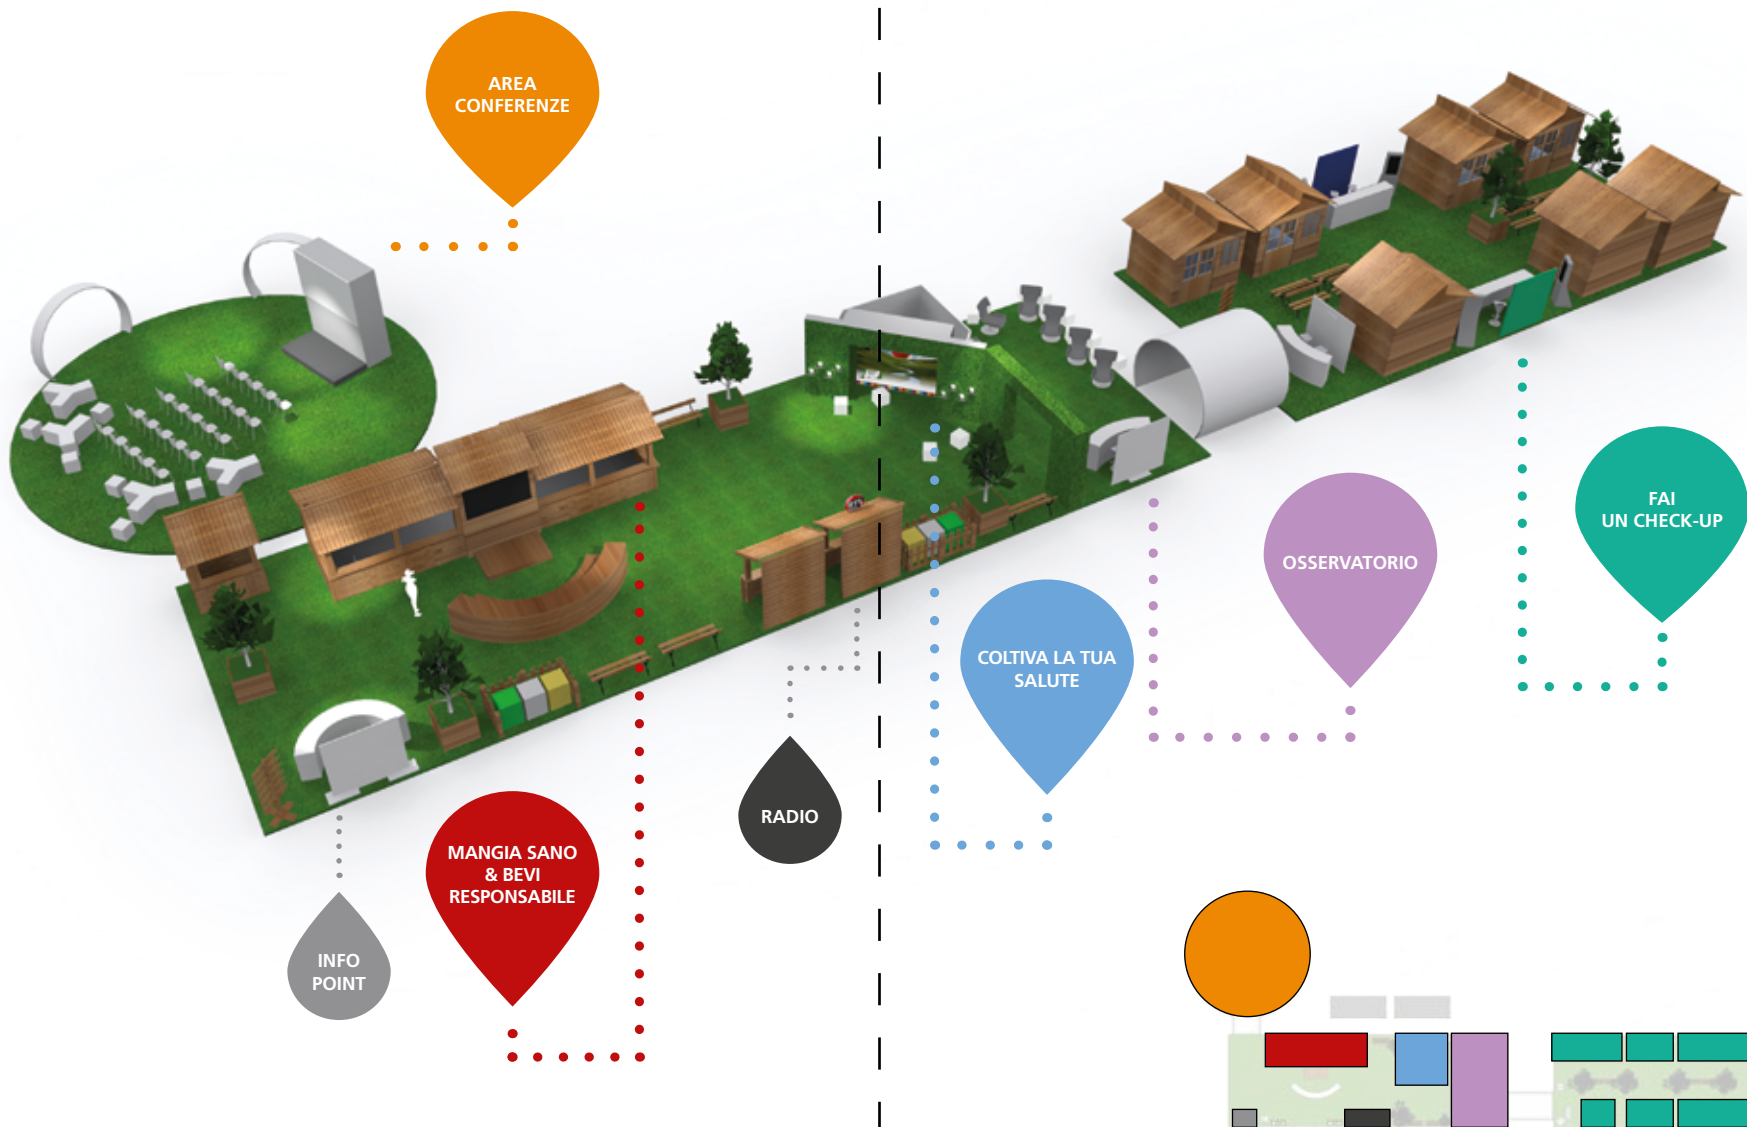 AREA
CONFERENZE
FAI
UN CHECK-UP
OSSERVATORIO
COLTIVA LA TUA
SALUTE
RADIO
MANGIA SANO
& BEVI
RESPONSABILE
INFO
POINT